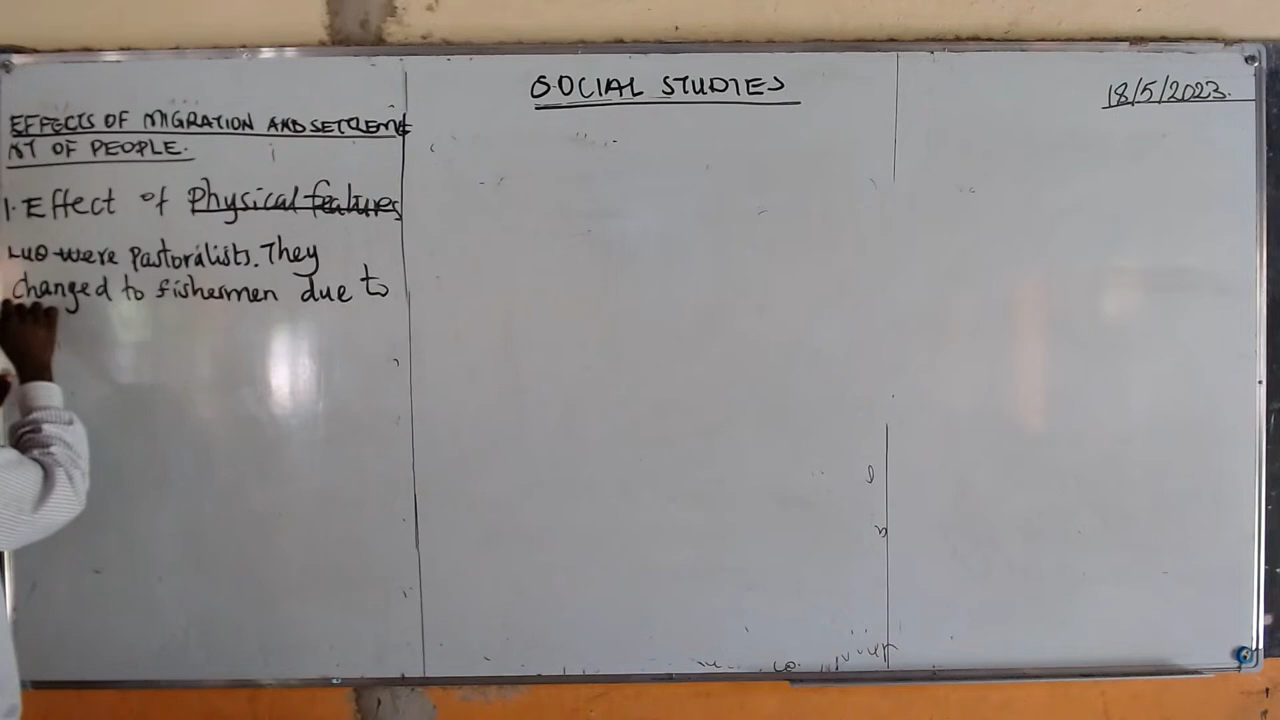 SOCIAL STUDIES
18/5/2023.
EFFECTS OF MIGRATION AND SETTLEME
NT OF PEOPLE.
1. Effect of Physical features
Luo were Pastoralists. They
changed to fishermen due to